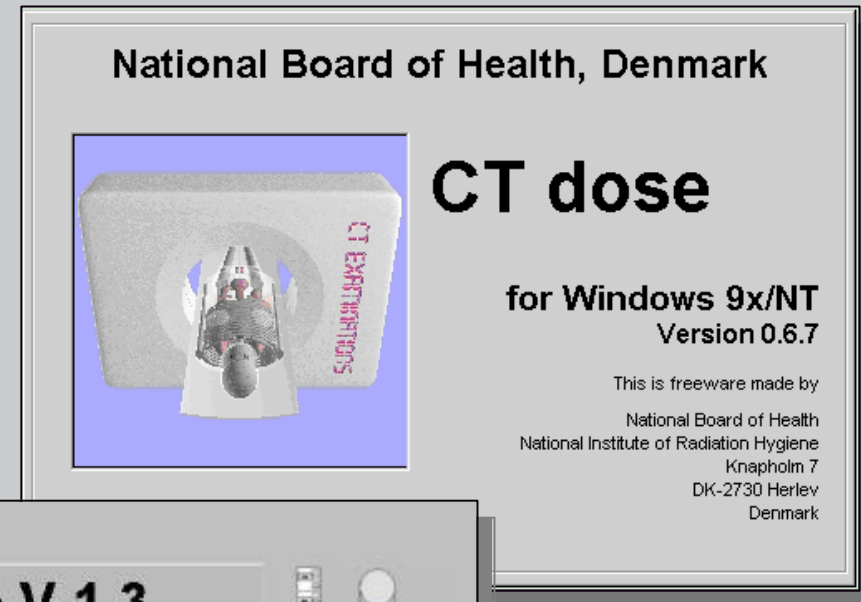 National Board of Health, Denmark
CT EXAMINATIONS
CT dose
for Windows 9x/NT
Version 0.6.7
This is freeware made by
National Board of Health
National Institute of Radiation Hygiene
Knapholm 7
DK-2730 Herlev
Denmark
V 1.3